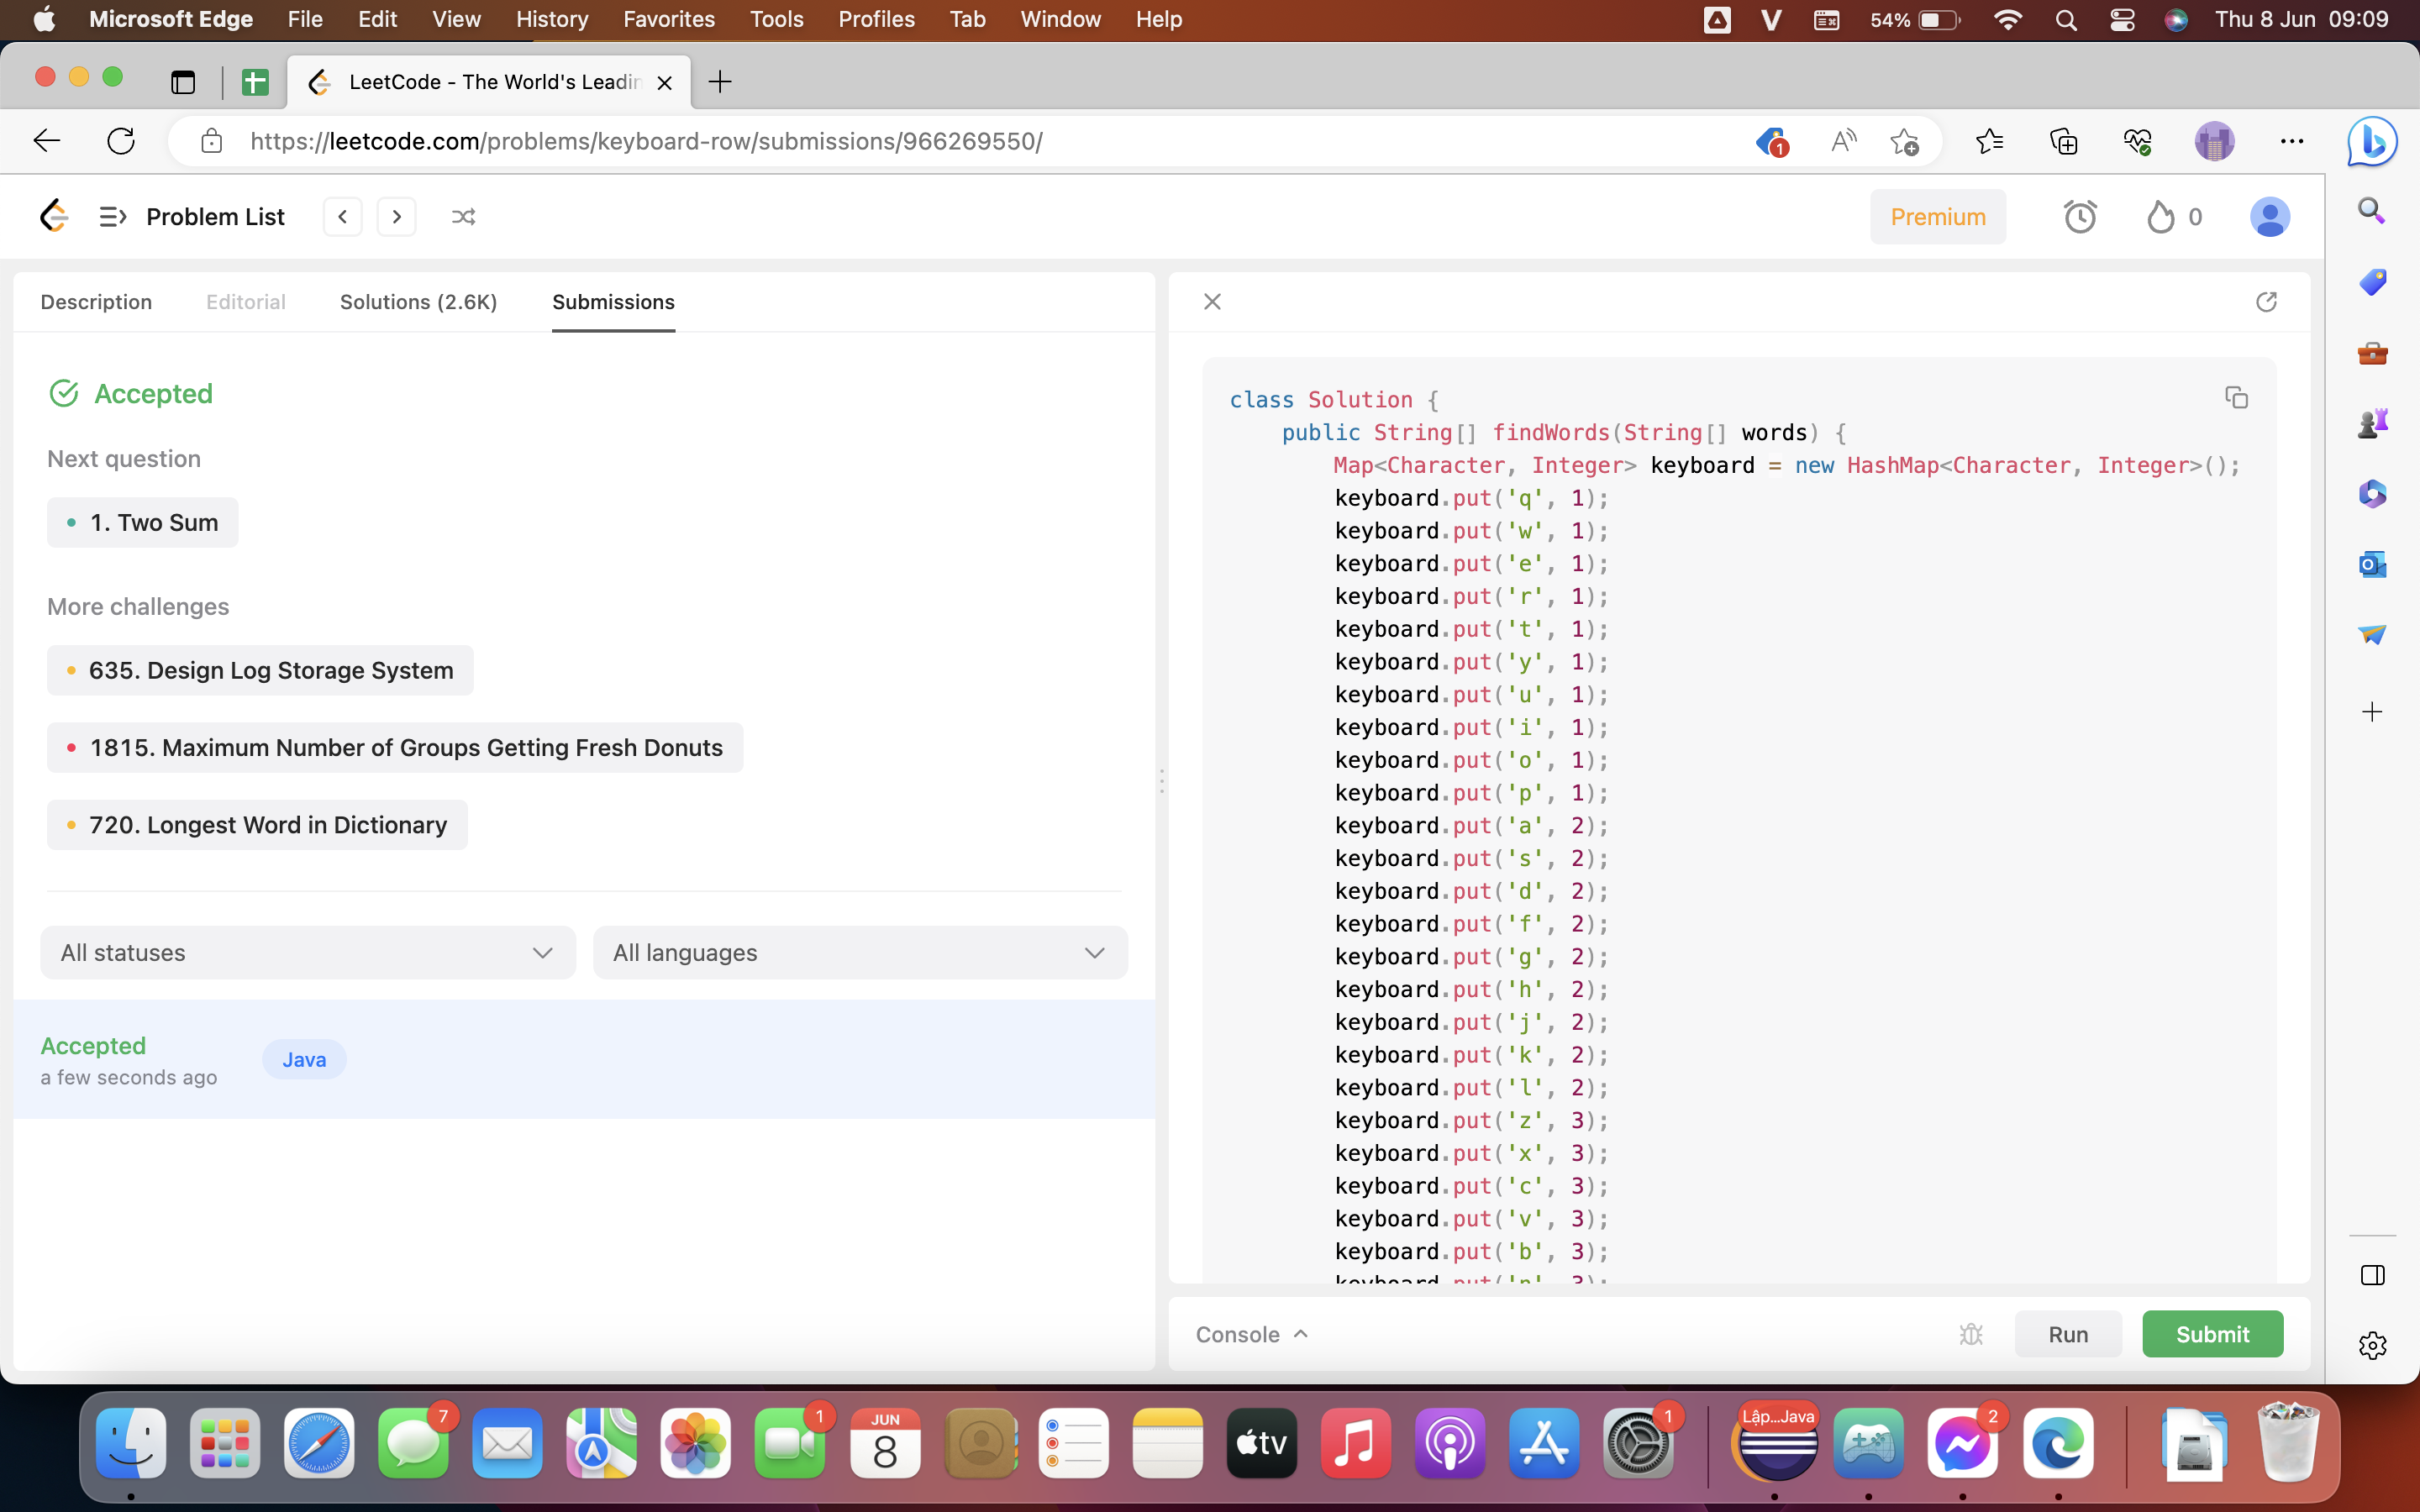 Microsoft Edge File Edit View History Favorites Tools Profiles Tab Window Help 54% Thu 8 Jun 09:09
LeetCode - The World's Leadin
https://leetcode.com/problems/keyboard-row/submissions/966269550/
1
Problem List
Premium
0
Description Editorial Solutions (2.6K) Submissions
Accepted
Next question
1. Two Sum
More challenges
635. Design Log Storage System
1815. Maximum Number of Groups Getting Fresh Donuts
720. Longest Word in Dictionary
All statuses
All languages
Accepted
a few seconds ago
Java
class Solution {
public String[] findWords(String[] words) {
Map<Character, Integer> keyboard = new HashMap<Character, Integer>();
keyboard.put('q', 1);
keyboard.put('w', 1);
keyboard.put('e', 1);
keyboard.put('r', 1);
keyboard.put('t', 1);
keyboard.put('y', 1);
keyboard.put('u', 1);
keyboard.put('i', 1);
keyboard.put('o', 1);
keyboard.put('p', 1);
keyboard.put('a', 2);
keyboard.put('s', 2);
keyboard.put('d', 2);
keyboard.put('f', 2);
keyboard.put('g', 2);
keyboard.put('h', 2);
keyboard.put('j', 2);
keyboard.put('k', 2);
keyboard.put('l', 2);
keyboard.put('z', 3);
keyboard.put('x', 3);
keyboard.put('c', 3);
keyboard.put('v', 3);
keyboard.put('b', 3);
keyboard.put('n', 3);
Console
Run
Submit
7
1
JUN
8
tv
1
Lập...Java
2